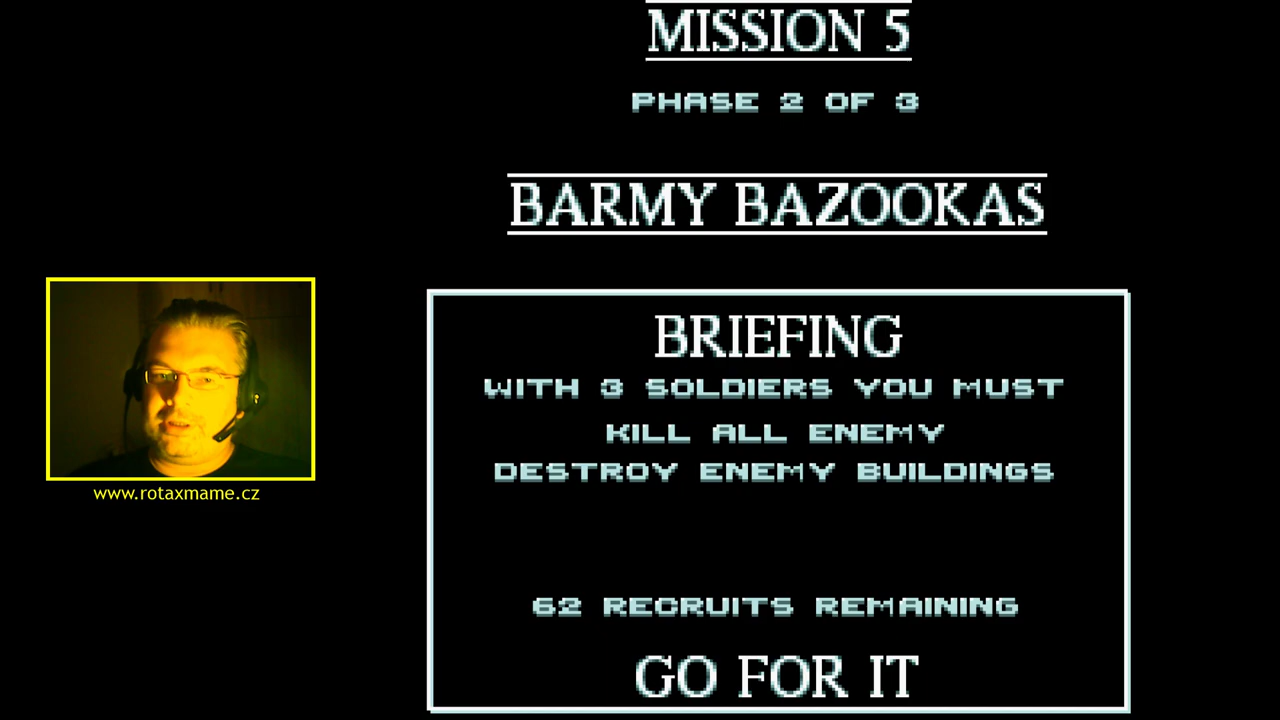 MISSION 5
PHASE 2 OF 3
BARMY BAZOOKAS
BRIEFING
WITH 3 SOLDIERS YOU MUST
KILL ALL ENEMY
DESTROY ENEMY BUILDINGS
62 RECRUITS REMAINING
GO FOR IT
www.rotaxmame.cz